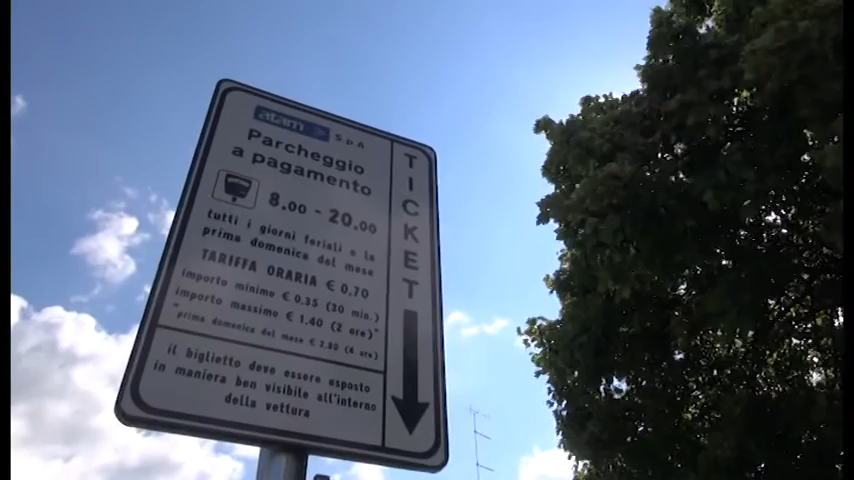 atam SPA
Parcheggio
a pagamento
8.00 - 20.00
tutti i giorni feriali e la
prima domenica del mese
TARIFFA ORARIA € 0,70
importo minimo € 0,35 (30 min.)
importo massimo € 1,40 (2 ore)
* prima domenica del mese € 2,80 (4 ore)
il biglietto deve essere esposto
in maniera ben visibile all'interno
della vettura
TICKET